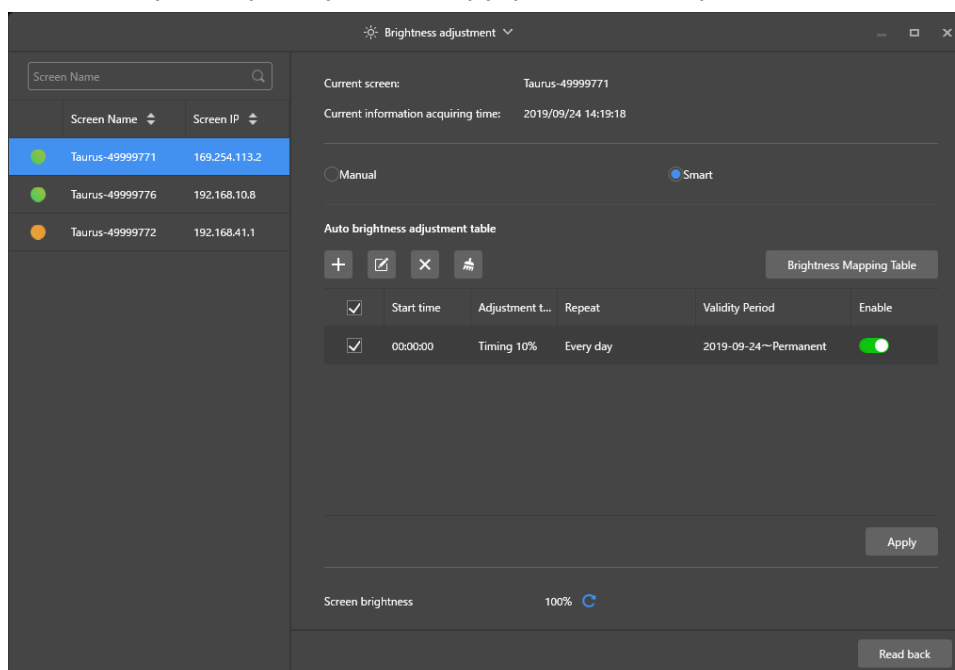 Brightness adjustment
Screen Name
Screen Name Screen IP
Taurus-49999771 169.254.113.2
Taurus-49999776 192.168.10.8
Taurus-49999772 192.168.41.1
Current screen: Taurus-49999771
Current information acquiring time: 2019/09/24 14:19:18
Manual Smart
Auto brightness adjustment table
Brightness Mapping Table
Start time Adjustment t... Repeat Validity Period Enable
00:00:00 Timing 10% Every day 2019-09-24~Permanent
Apply
Screen brightness 100%
Read back